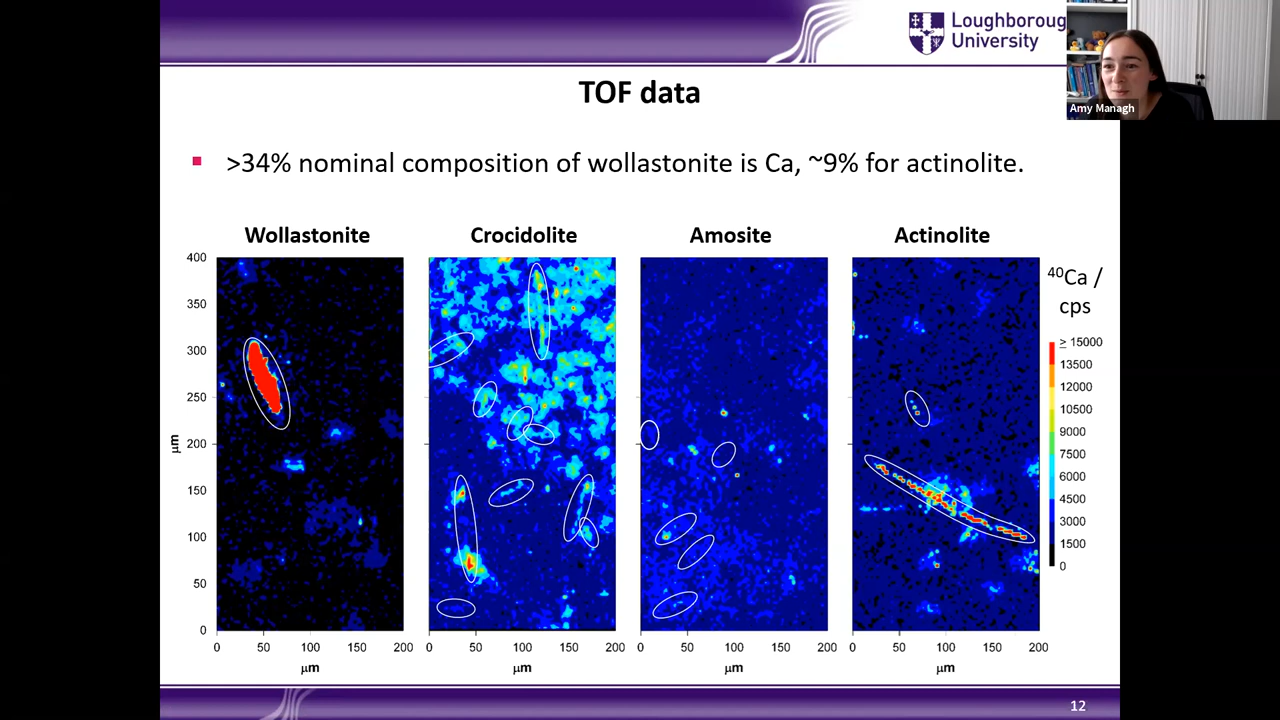 Loughboroug
University
Amy Managh
TOF data
>34% nominal composition of wollastonite is Ca, ~9% for actinolite.
Wollastonite Crocidolite Amosite Actinolite
400
350
300
250
200
150
100
50
0
μm
0 50 100 150 200
μm
0 50 100 150 200
μm
0 50 100 150 200
μm
0 50 100 150 200
μm
⁴⁰Ca /
cps
≥ 15000
13500
12000
10500
9000
7500
6000
4500
3000
1500
0
12